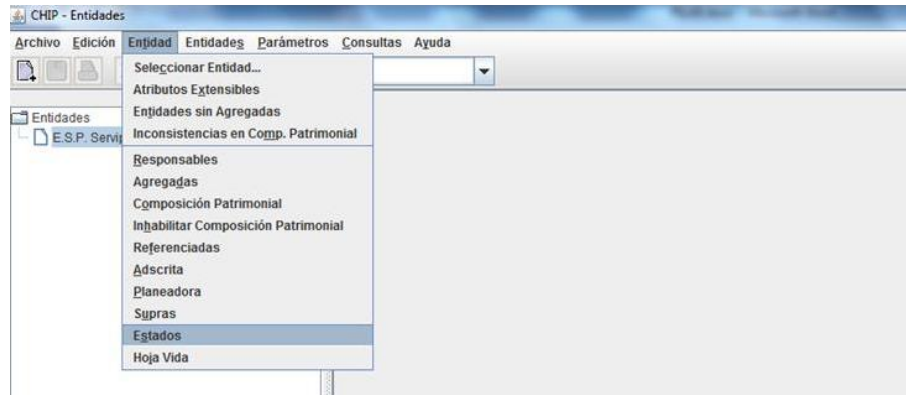 CHIP - Entidades
Archivo Edición Entidad Entidades Parámetros Consultas Ayuda
Seleccionar Entidad...
Atributos Extensibles
Entidades sin Agregadas
Inconsistencias en Comp. Patrimonial
Responsables
Agregadas
Composición Patrimonial
Inhabilitar Composición Patrimonial
Referenciadas
Adscrita
Planeadora
Supras
Estados
Hoja Vida
Entidades
E.S.P. Servip